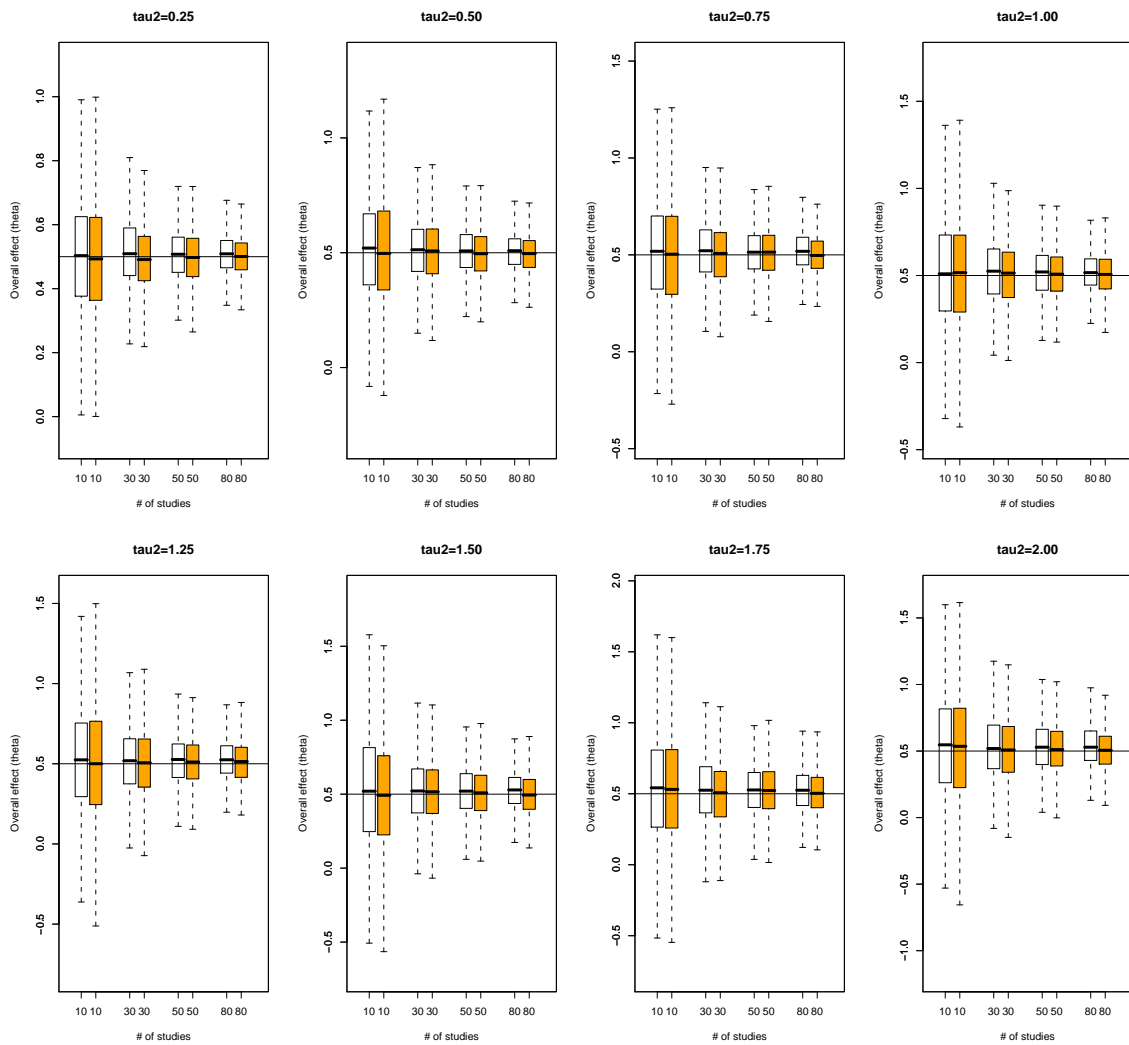 tau2=0.25
Overall effect (theta)
1.0
0.8
0.6
0.4
0.2
0.0
10 10 30 30 50 50 80 80
# of studies
tau2=0.50
Overall effect (theta)
1.0
0.5
0.0
10 10 30 30 50 50 80 80
# of studies
tau2=0.75
Overall effect (theta)
1.5
1.0
0.5
0.0
−0.5
10 10 30 30 50 50 80 80
# of studies
tau2=1.00
Overall effect (theta)
1.5
1.0
0.5
0.0
−0.5
10 10 30 30 50 50 80 80
# of studies
tau2=1.25
Overall effect (theta)
1.5
1.0
0.5
0.0
−0.5
10 10 30 30 50 50 80 80
# of studies
tau2=1.50
Overall effect (theta)
1.5
1.0
0.5
0.0
−0.5
10 10 30 30 50 50 80 80
# of studies
tau2=1.75
Overall effect (theta)
2.0
1.5
1.0
0.5
0.0
−0.5
10 10 30 30 50 50 80 80
# of studies
tau2=2.00
Overall effect (theta)
1.5
1.0
0.5
0.0
−0.5
−1.0
10 10 30 30 50 50 80 80
# of studies